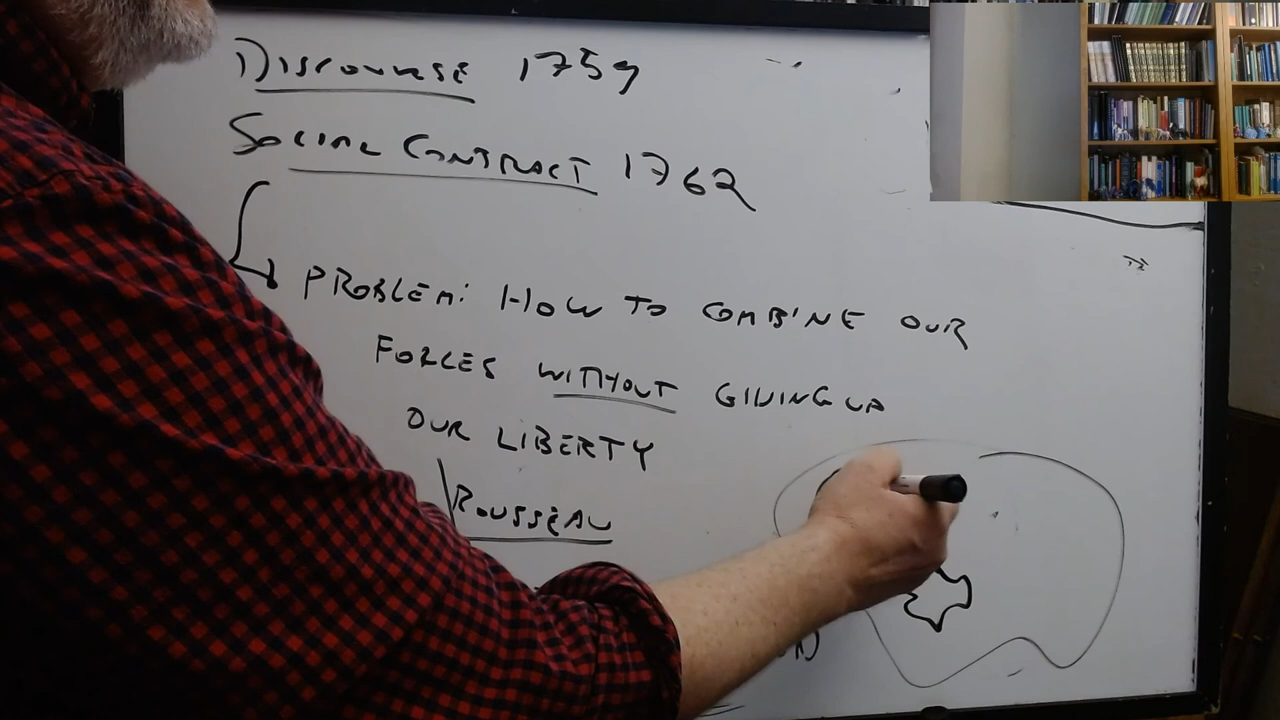 DISCOURSE 1759
SOCIAL CONTRACT 1762
PROBLEM: HOW TO COMBINE OUR
FORCES WITHOUT GIVING UP
OUR LIBERTY
ROUSSEAU